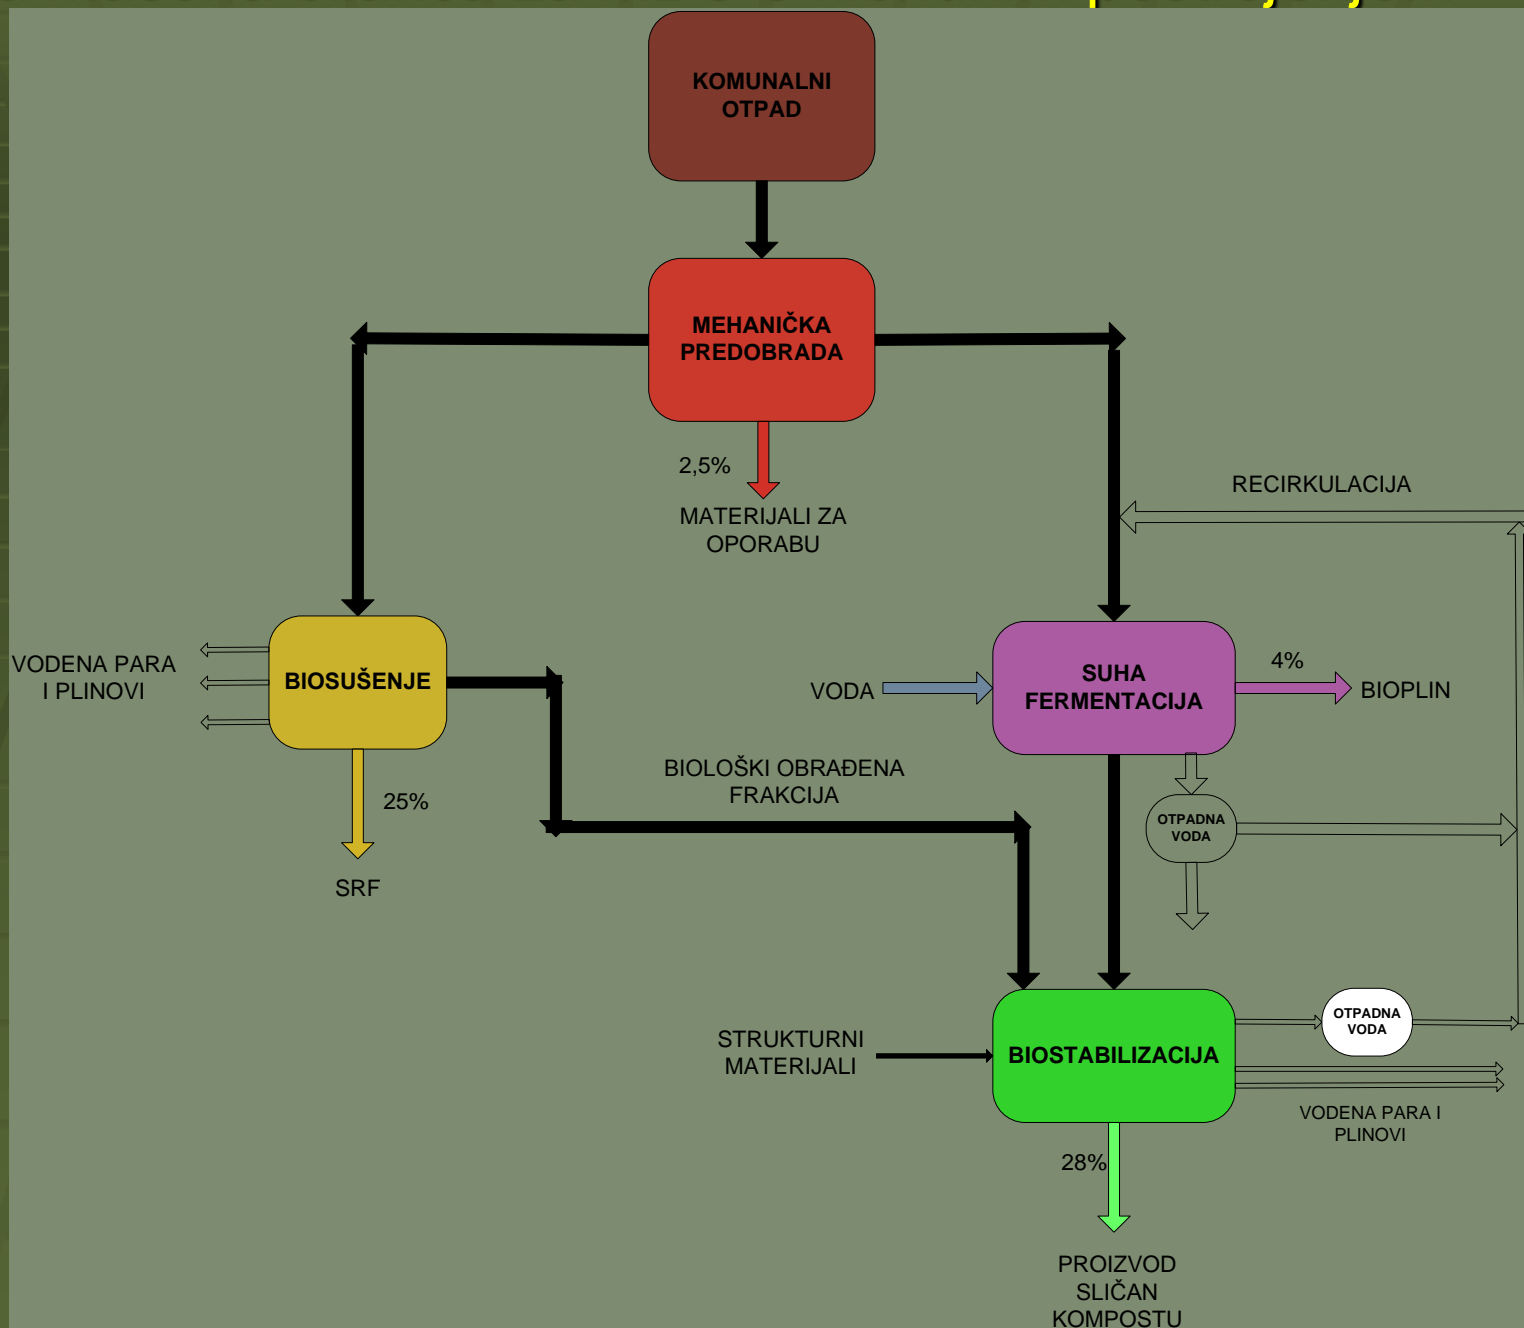 KOMUNALNI
OTPAD
MEHANIČKA
PREDOBRADA
2,5%
MATERIJALI ZA
OPORABU
RECIRKULACIJA
VODENA PARA
I PLINOVI
BIOSUŠENJE
VODA
SUHA
FERMENTACIJA
4%
BIOPLIN
25%
BIOLOŠKI OBRAĐENA
FRAKCIJA
OTPADNA
VODA
SRF
STRUKTURNI
MATERIJALI
BIOSTABILIZACIJA
OTPADNA
VODA
VODENA PARA I
PLINOVI
28%
PROIZVOD
SLIČAN
KOMPOSTU